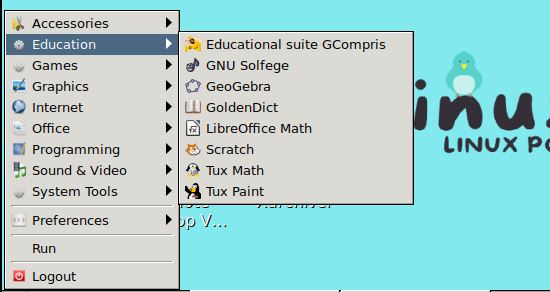 Accessories
Education
Games
Graphics
Internet
Office
Programming
Sound & Video
System Tools
Preferences
Run
Logout
Educational suite GCompris
GNU Solfege
GeoGebra
GoldenDict
LibreOffice Math
Scratch
Tux Math
Tux Paint
inu.
LINUX PO
op V...